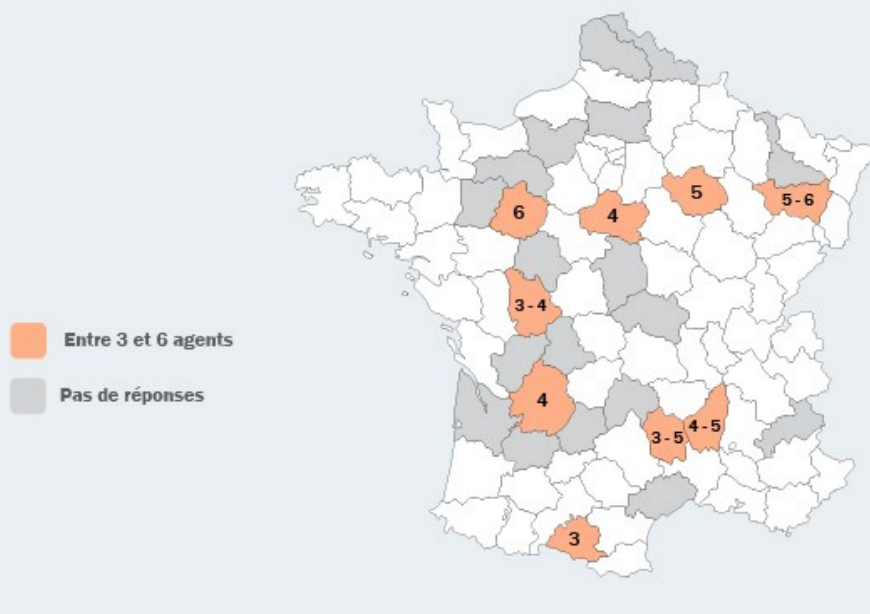 5
5 - 6
6
4
3 - 4
Entre 3 et 6 agents
Pas de réponses
4
4 - 5
3 - 5
3